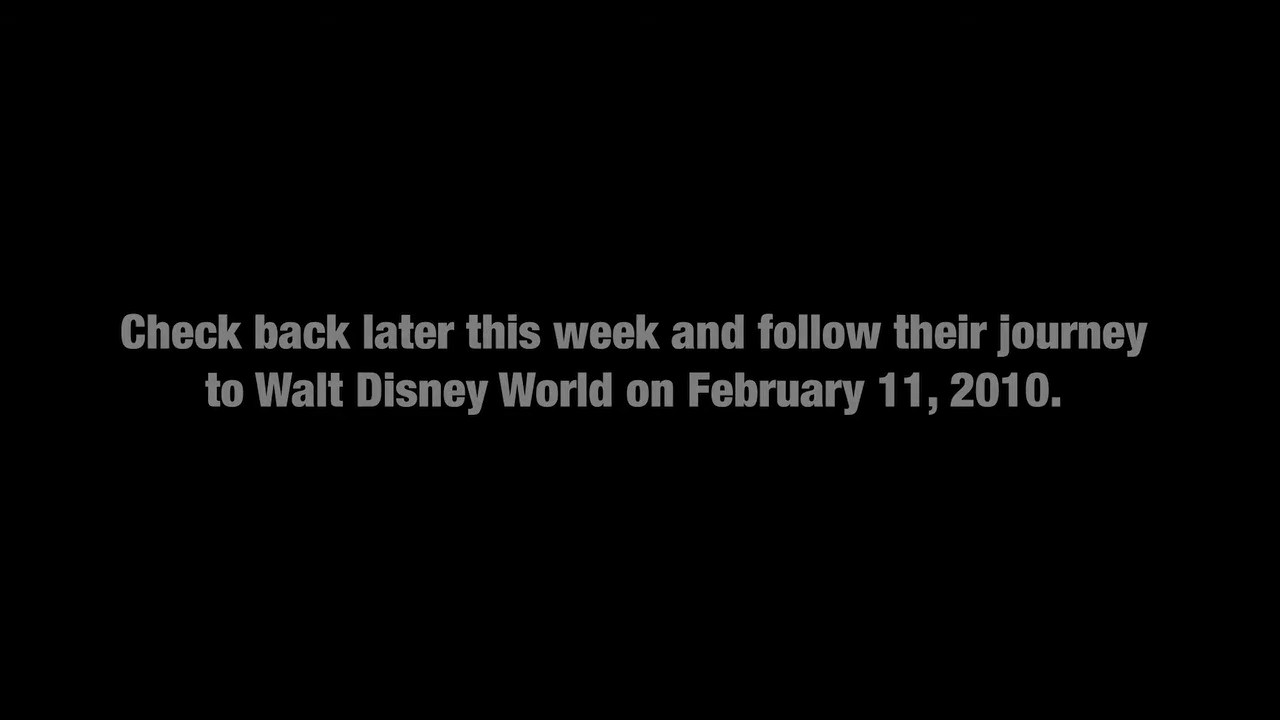 Check back later this week and follow their journey
to Walt Disney World on February 11, 2010.